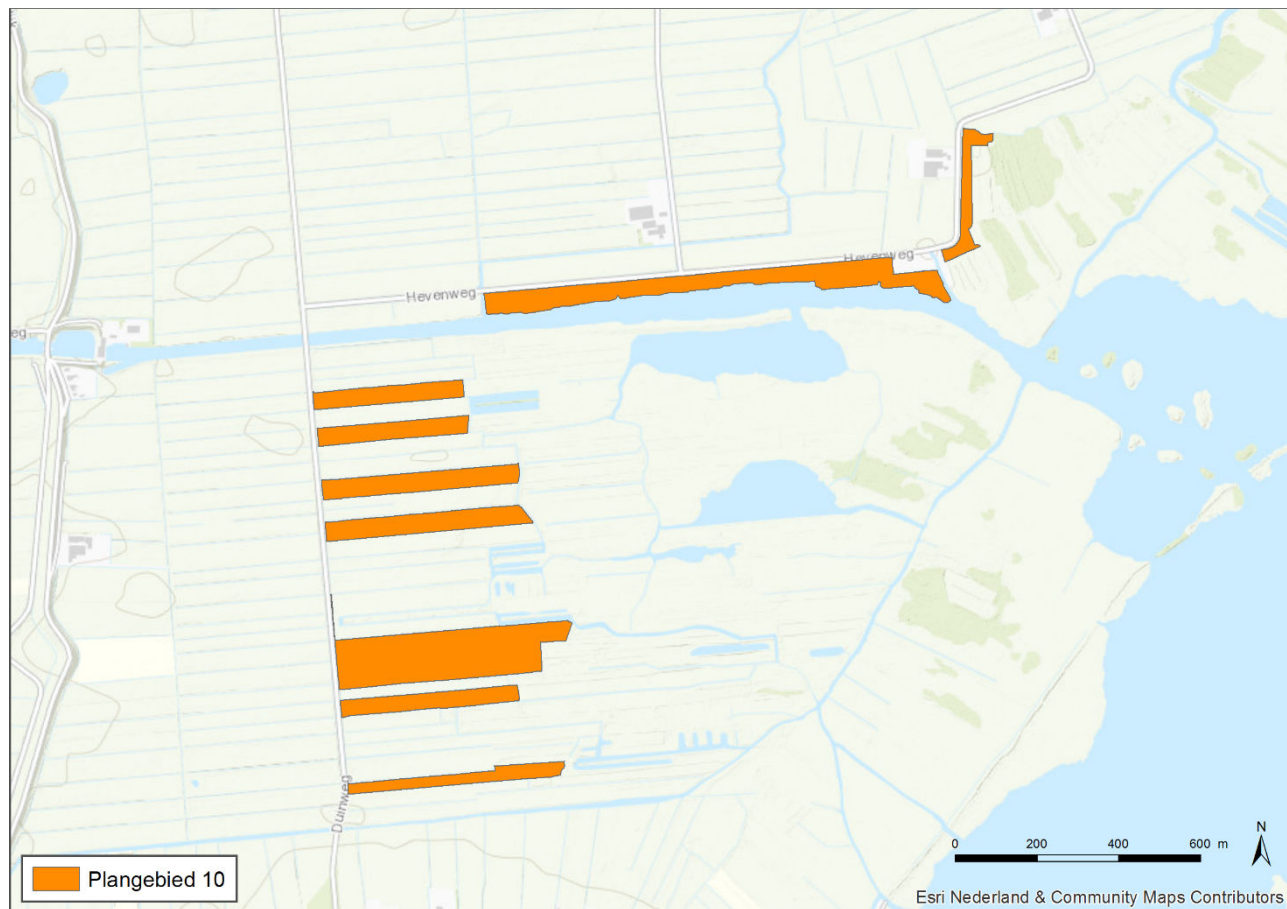 Hevenweg
Hevenweg
eg
Duinweg
Plangebied 10
0 200 400 600 m
N
Esri Nederland & Community Maps Contributors